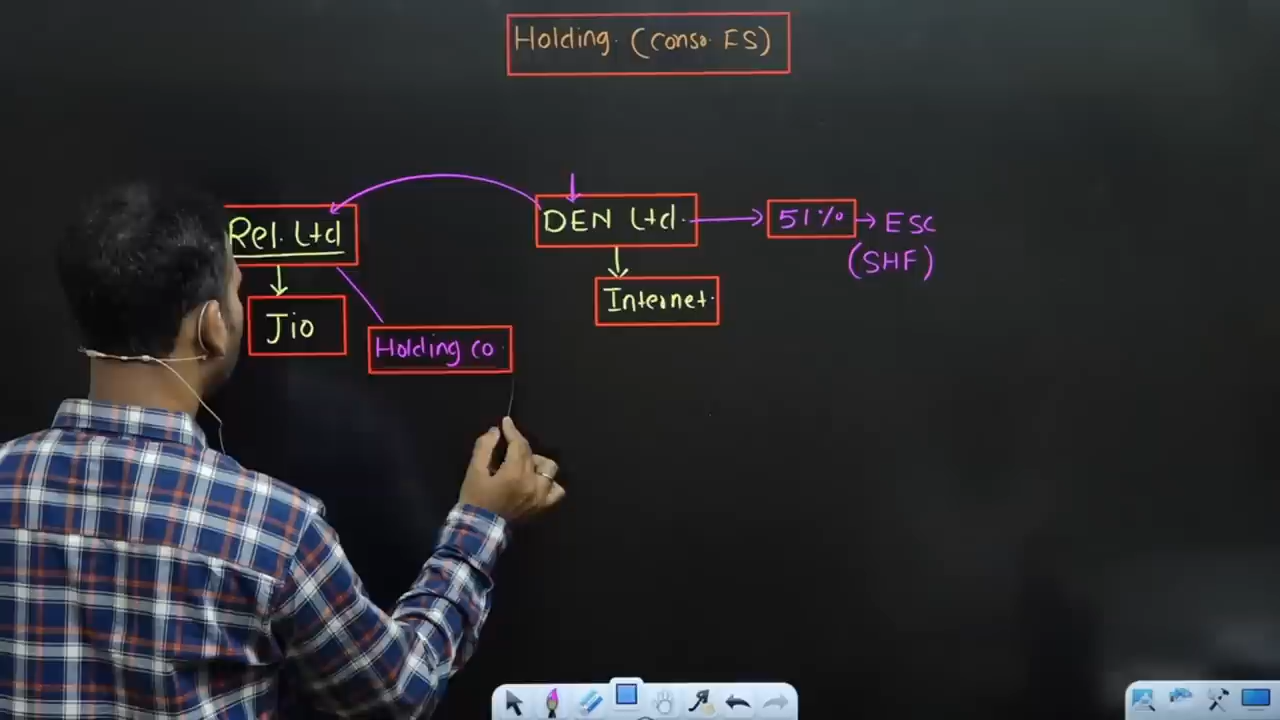 Holding. (Conso. FS)
Rel. Ltd
DEN Ltd.
51%
ESC
(SHF)
Jio
Internet.
Holding Co.